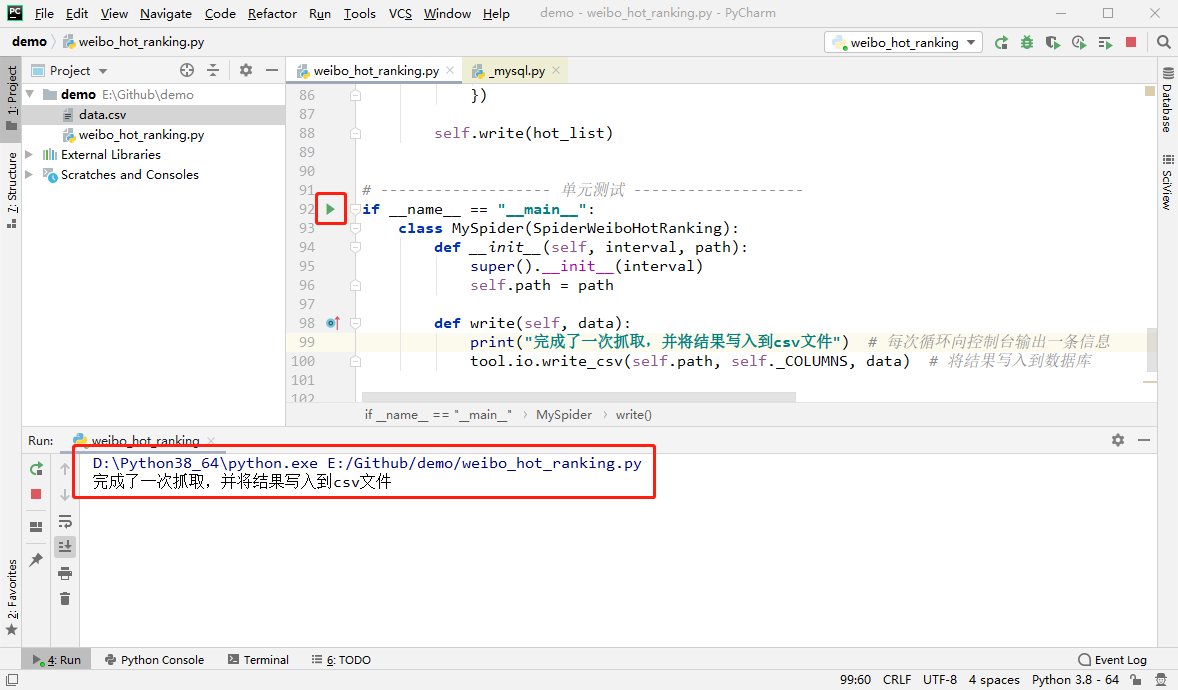 File Edit View Navigate Code Refactor Run Tools VCS Window Help demo - weibo_hot_ranking.py - PyCharm
demo weibo_hot_ranking.py weibo_hot_ranking
1: Project
Project
demo E:\Github\demo
data.csv
weibo_hot_ranking.py
External Libraries
Scratches and Consoles
7: Structure
2: Favorites
weibo_hot_ranking.py _mysql.py
86 })
87
88 self.write(hot_list)
89
90
91 # ------------------- 单元测试 -------------------
92 if __name__ == "__main__":
93 class MySpider(SpiderWeiboHotRanking):
94 def __init__(self, interval, path):
95 super().__init__(interval)
96 self.path = path
97
98 def write(self, data):
99 print("完成了一次抓取，并将结果写入到csv文件") # 每次循环向控制台输出一条信息
100 tool.io.write_csv(self.path, self._COLUMNS, data) # 将结果写入到数据库
101
102
if __name__ == "__main__" › MySpider › write()
Database
SciView
Run: weibo_hot_ranking
D:\Python38_64\python.exe E:/Github/demo/weibo_hot_ranking.py
完成了一次抓取，并将结果写入到csv文件
4: Run Python Console Terminal 6: TODO Event Log
99:60 CRLF UTF-8 4 spaces Python 3.8 - 64